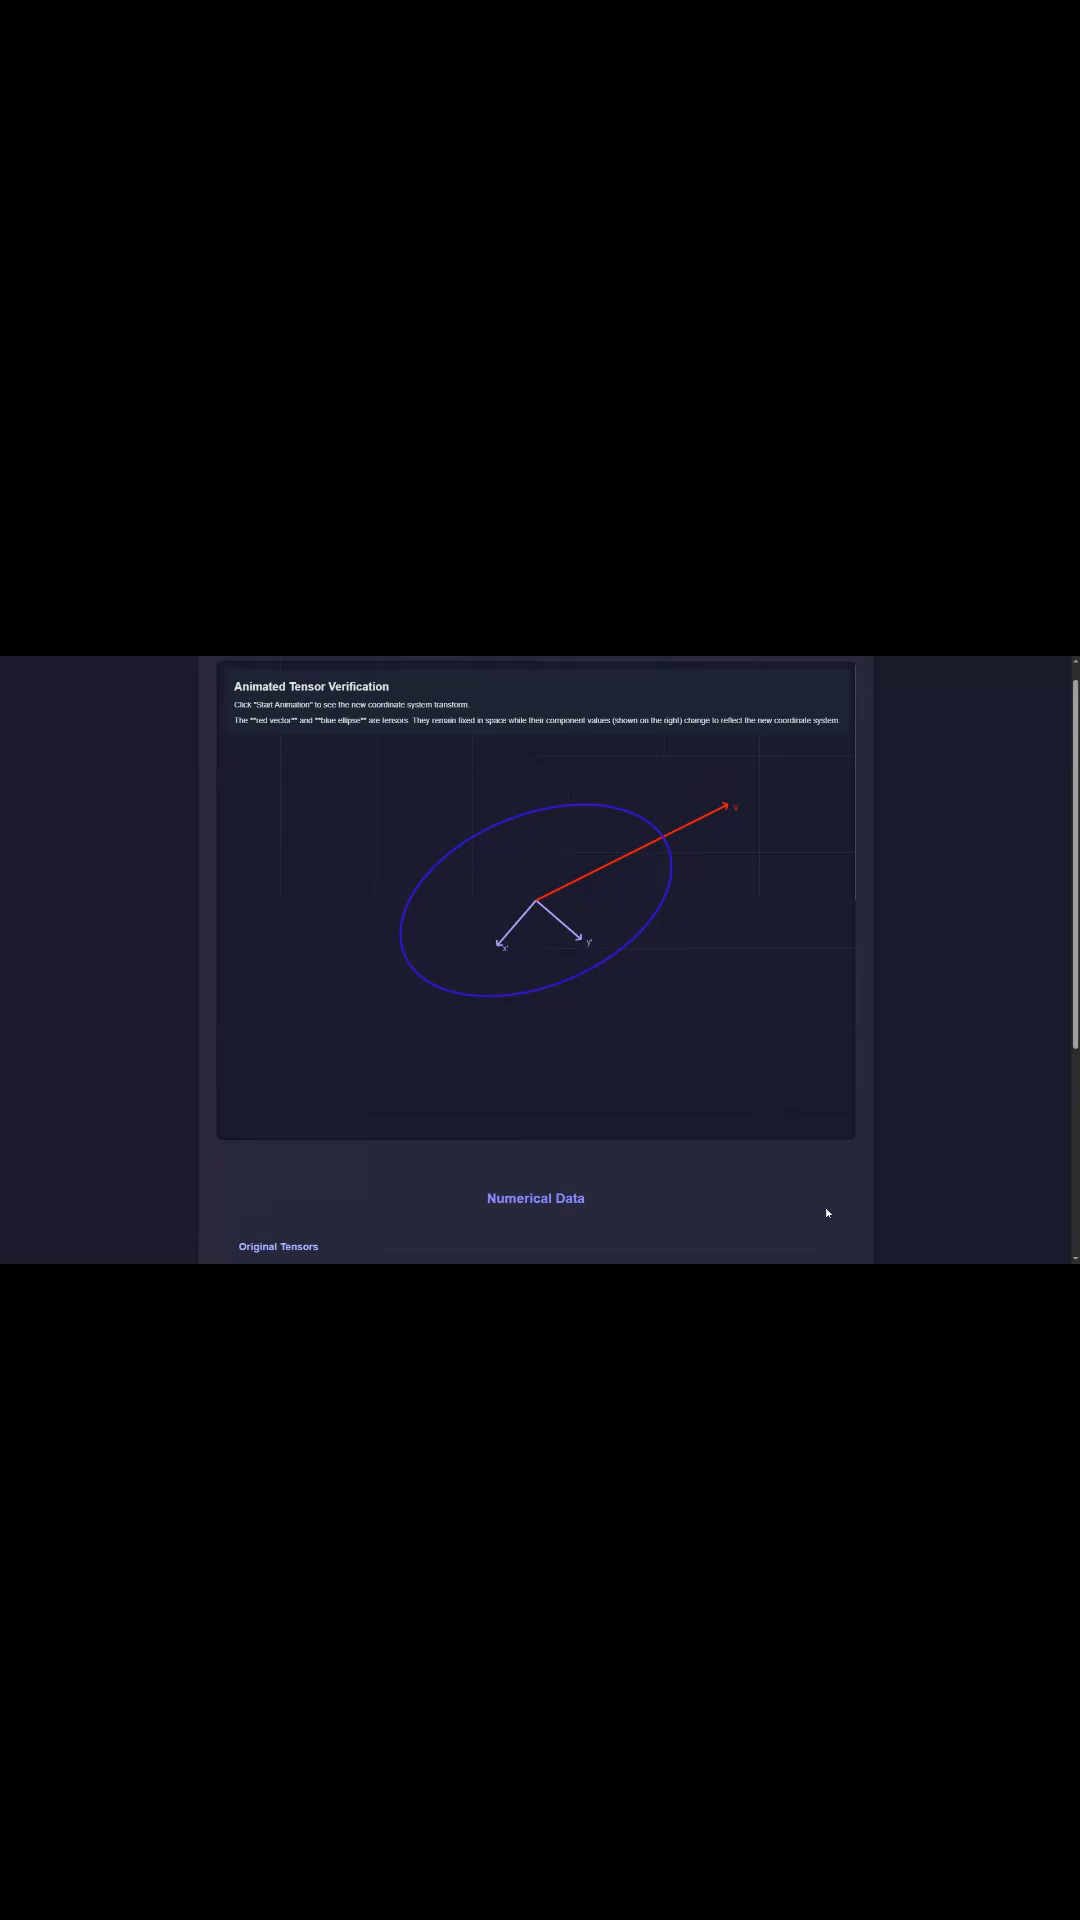 Animated Tensor Verification
Click "Start Animation" to see the new coordinate system transform.
The **red vector** and **blue ellipse** are tensors. They remain fixed in space while their component values (shown on the right) change to reflect the new coordinate system.
v
x'
y'
Numerical Data
Original Tensors